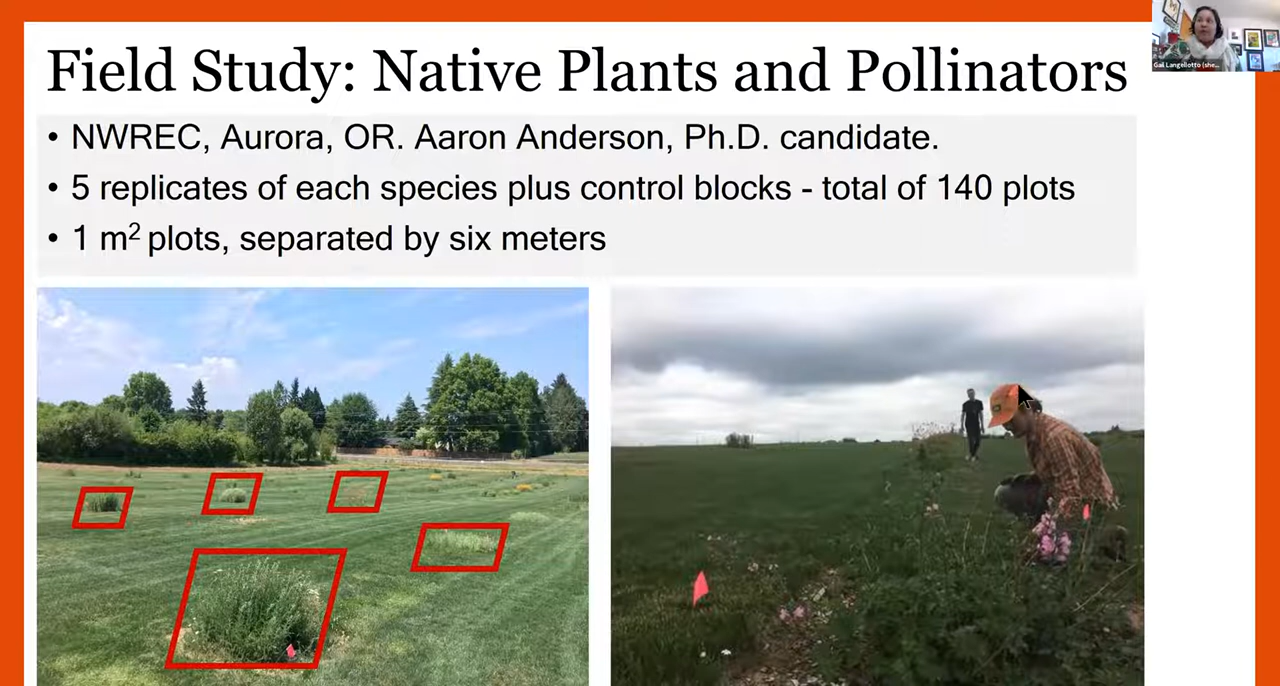 Field Study: Native Plants and Pollinators
Gail Langellotto (she...
• NWREC, Aurora, OR. Aaron Anderson, Ph.D. candidate.
• 5 replicates of each species plus control blocks - total of 140 plots
• 1 m² plots, separated by six meters